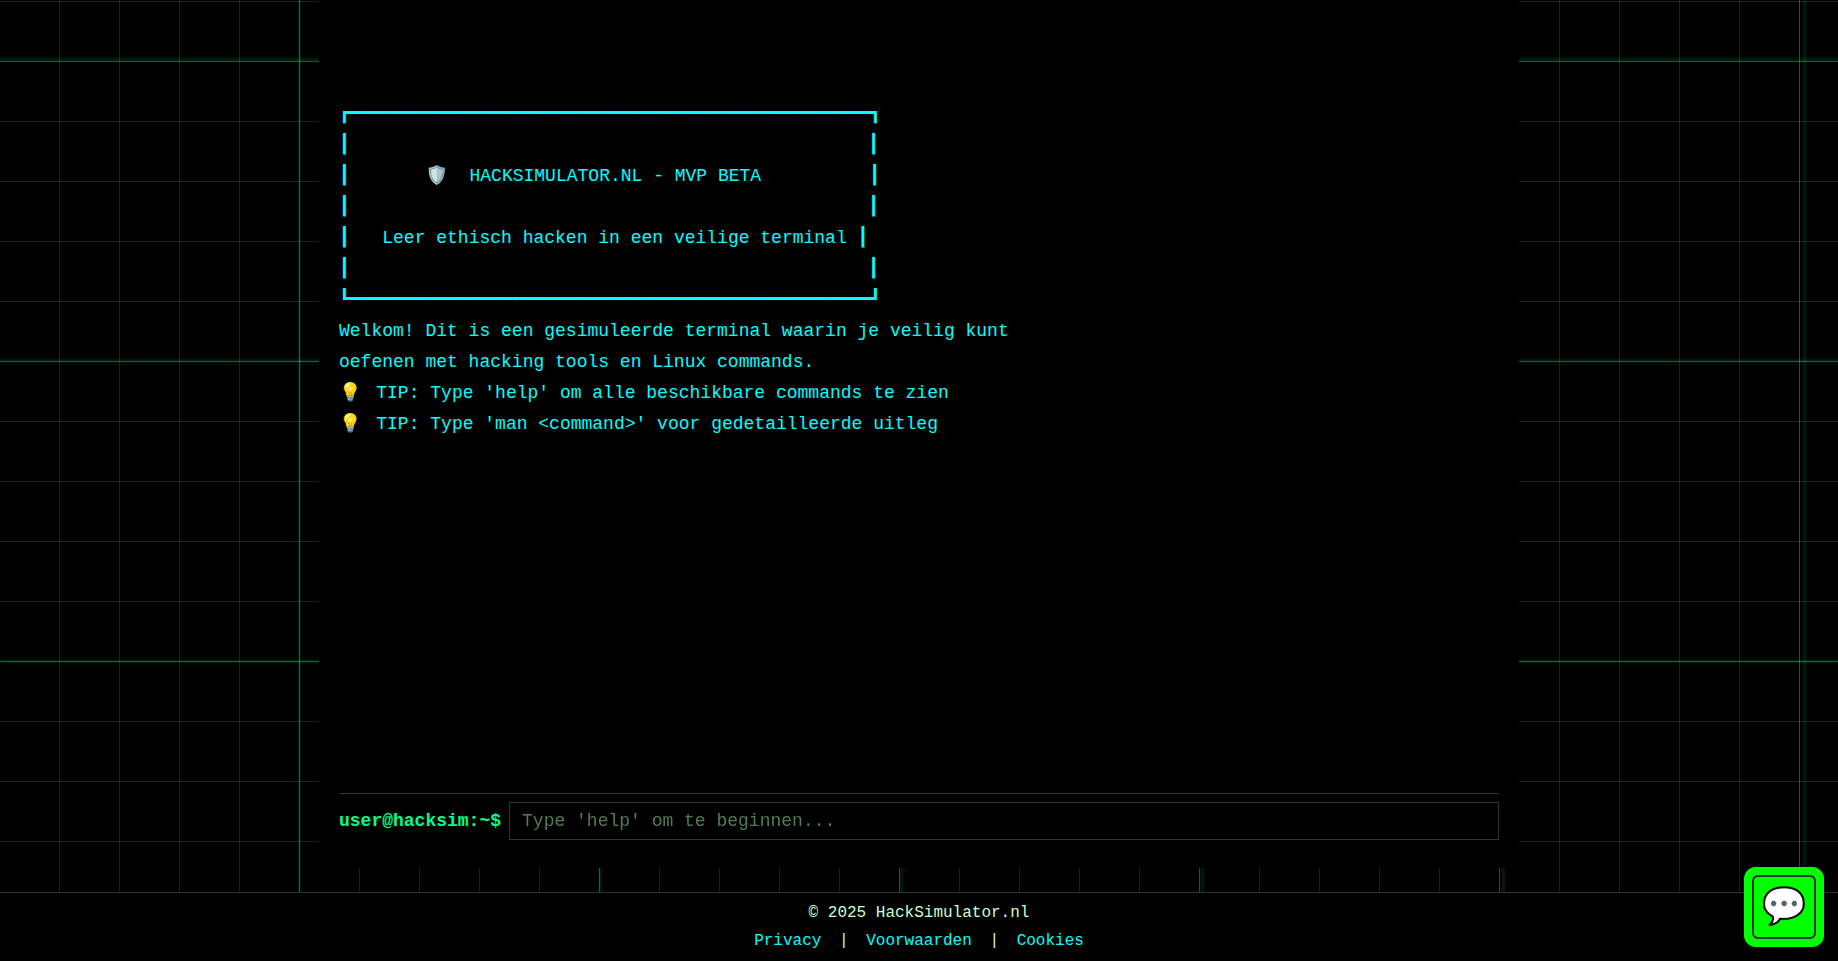 HACKSIMULATOR.NL - MVP BETA
Leer ethisch hacken in een veilige terminal
Welkom! Dit is een gesimuleerde terminal waarin je veilig kunt
oefenen met hacking tools en Linux commands.
TIP: Type 'help' om alle beschikbare commands te zien
TIP: Type 'man <command>' voor gedetailleerde uitleg
user@hacksim:~$ Type 'help' om te beginnen...
© 2025 HackSimulator.nl
Privacy | Voorwaarden | Cookies